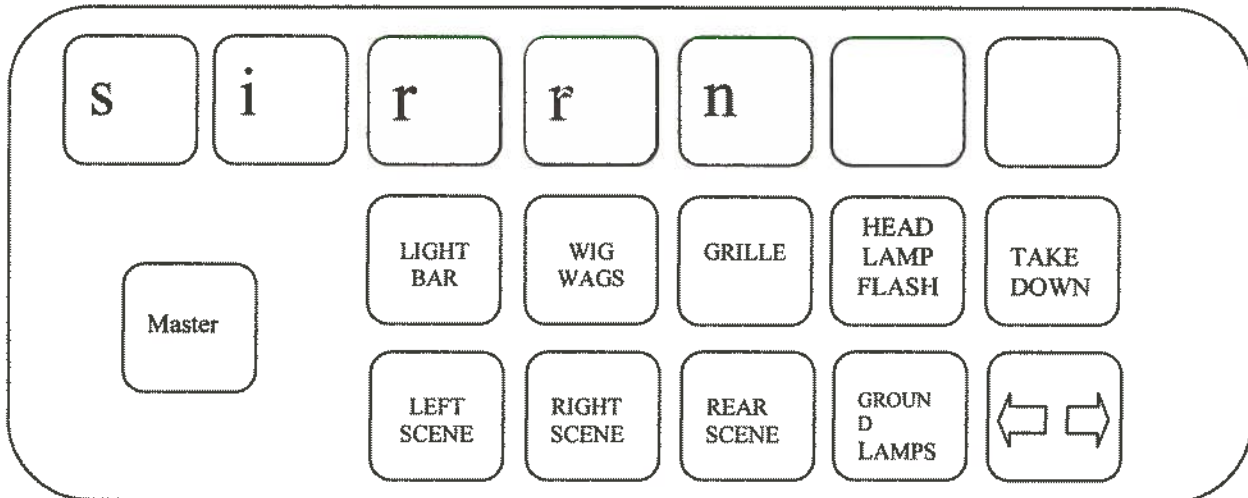 s i r r n
LIGHT
BAR
WIG
WAGS
GRILLE
HEAD
LAMP
FLASH
TAKE
DOWN
Master
LEFT
SCENE
RIGHT
SCENE
REAR
SCENE
GROUN
D
LAMPS